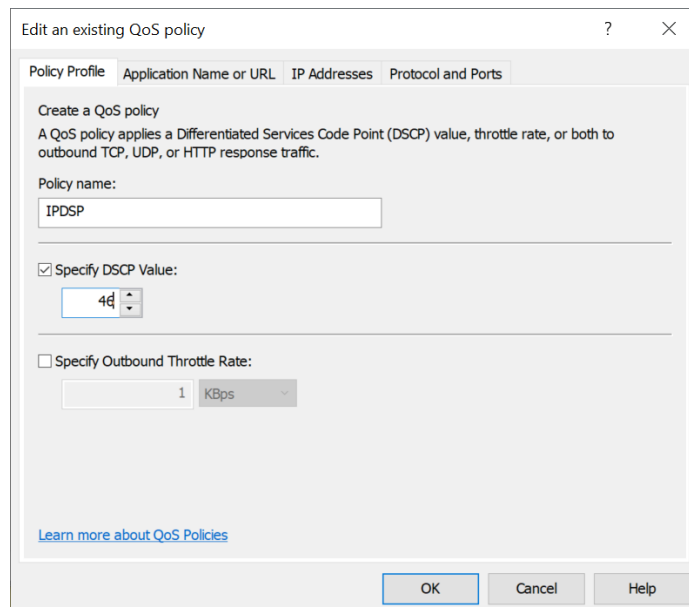 Edit an existing QoS policy ?
Policy Profile Application Name or URL IP Addresses Protocol and Ports
Create a QoS policy
A QoS policy applies a Differentiated Services Code Point (DSCP) value, throttle rate, or both to
outbound TCP, UDP, or HTTP response traffic.
Policy name:
IPDSP
Specify DSCP Value:
46
Specify Outbound Throttle Rate:
1 KBps
Learn more about QoS Policies
OK Cancel Help